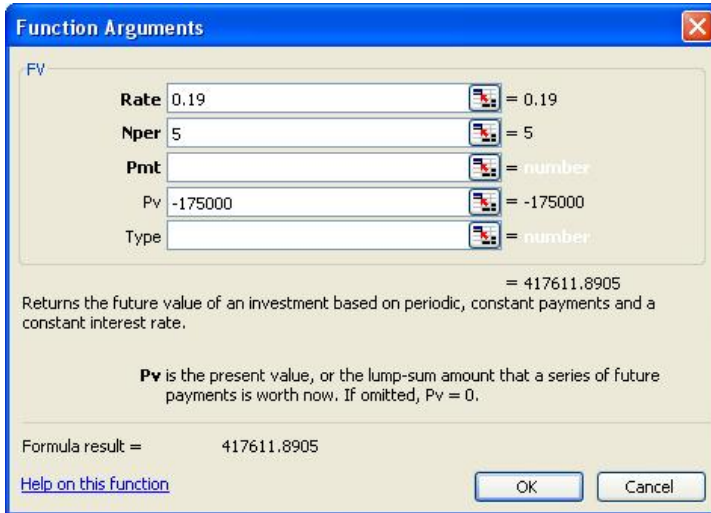 Function Arguments
FV
Rate 0.19 = 0.19
Nper 5 = 5
Pmt = number
Pv -175000 = -175000
Type = number
= 417611.8905
Returns the future value of an investment based on periodic, constant payments and a
constant interest rate.
Pv is the present value, or the lump-sum amount that a series of future
payments is worth now. If omitted, Pv = 0.
Formula result = 417611.8905
Help on this function OK Cancel